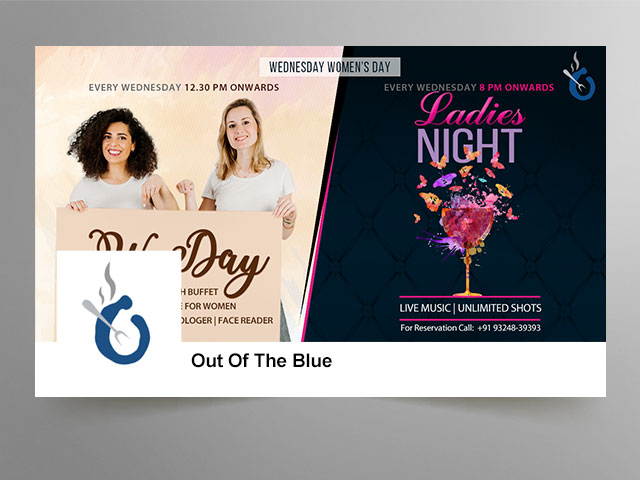 WEDNESDAY WOMEN'S DAY
EVERY WEDNESDAY 12.30 PM ONWARDS
Day
BUFFET
FOR WOMEN
| FACE READER
EVERY WEDNESDAY 8 PM ONWARDS
Ladies
NIGHT
LIVE MUSIC | UNLIMITED SHOTS
For Reservation Call: +91 93248-39393
Out Of The Blue